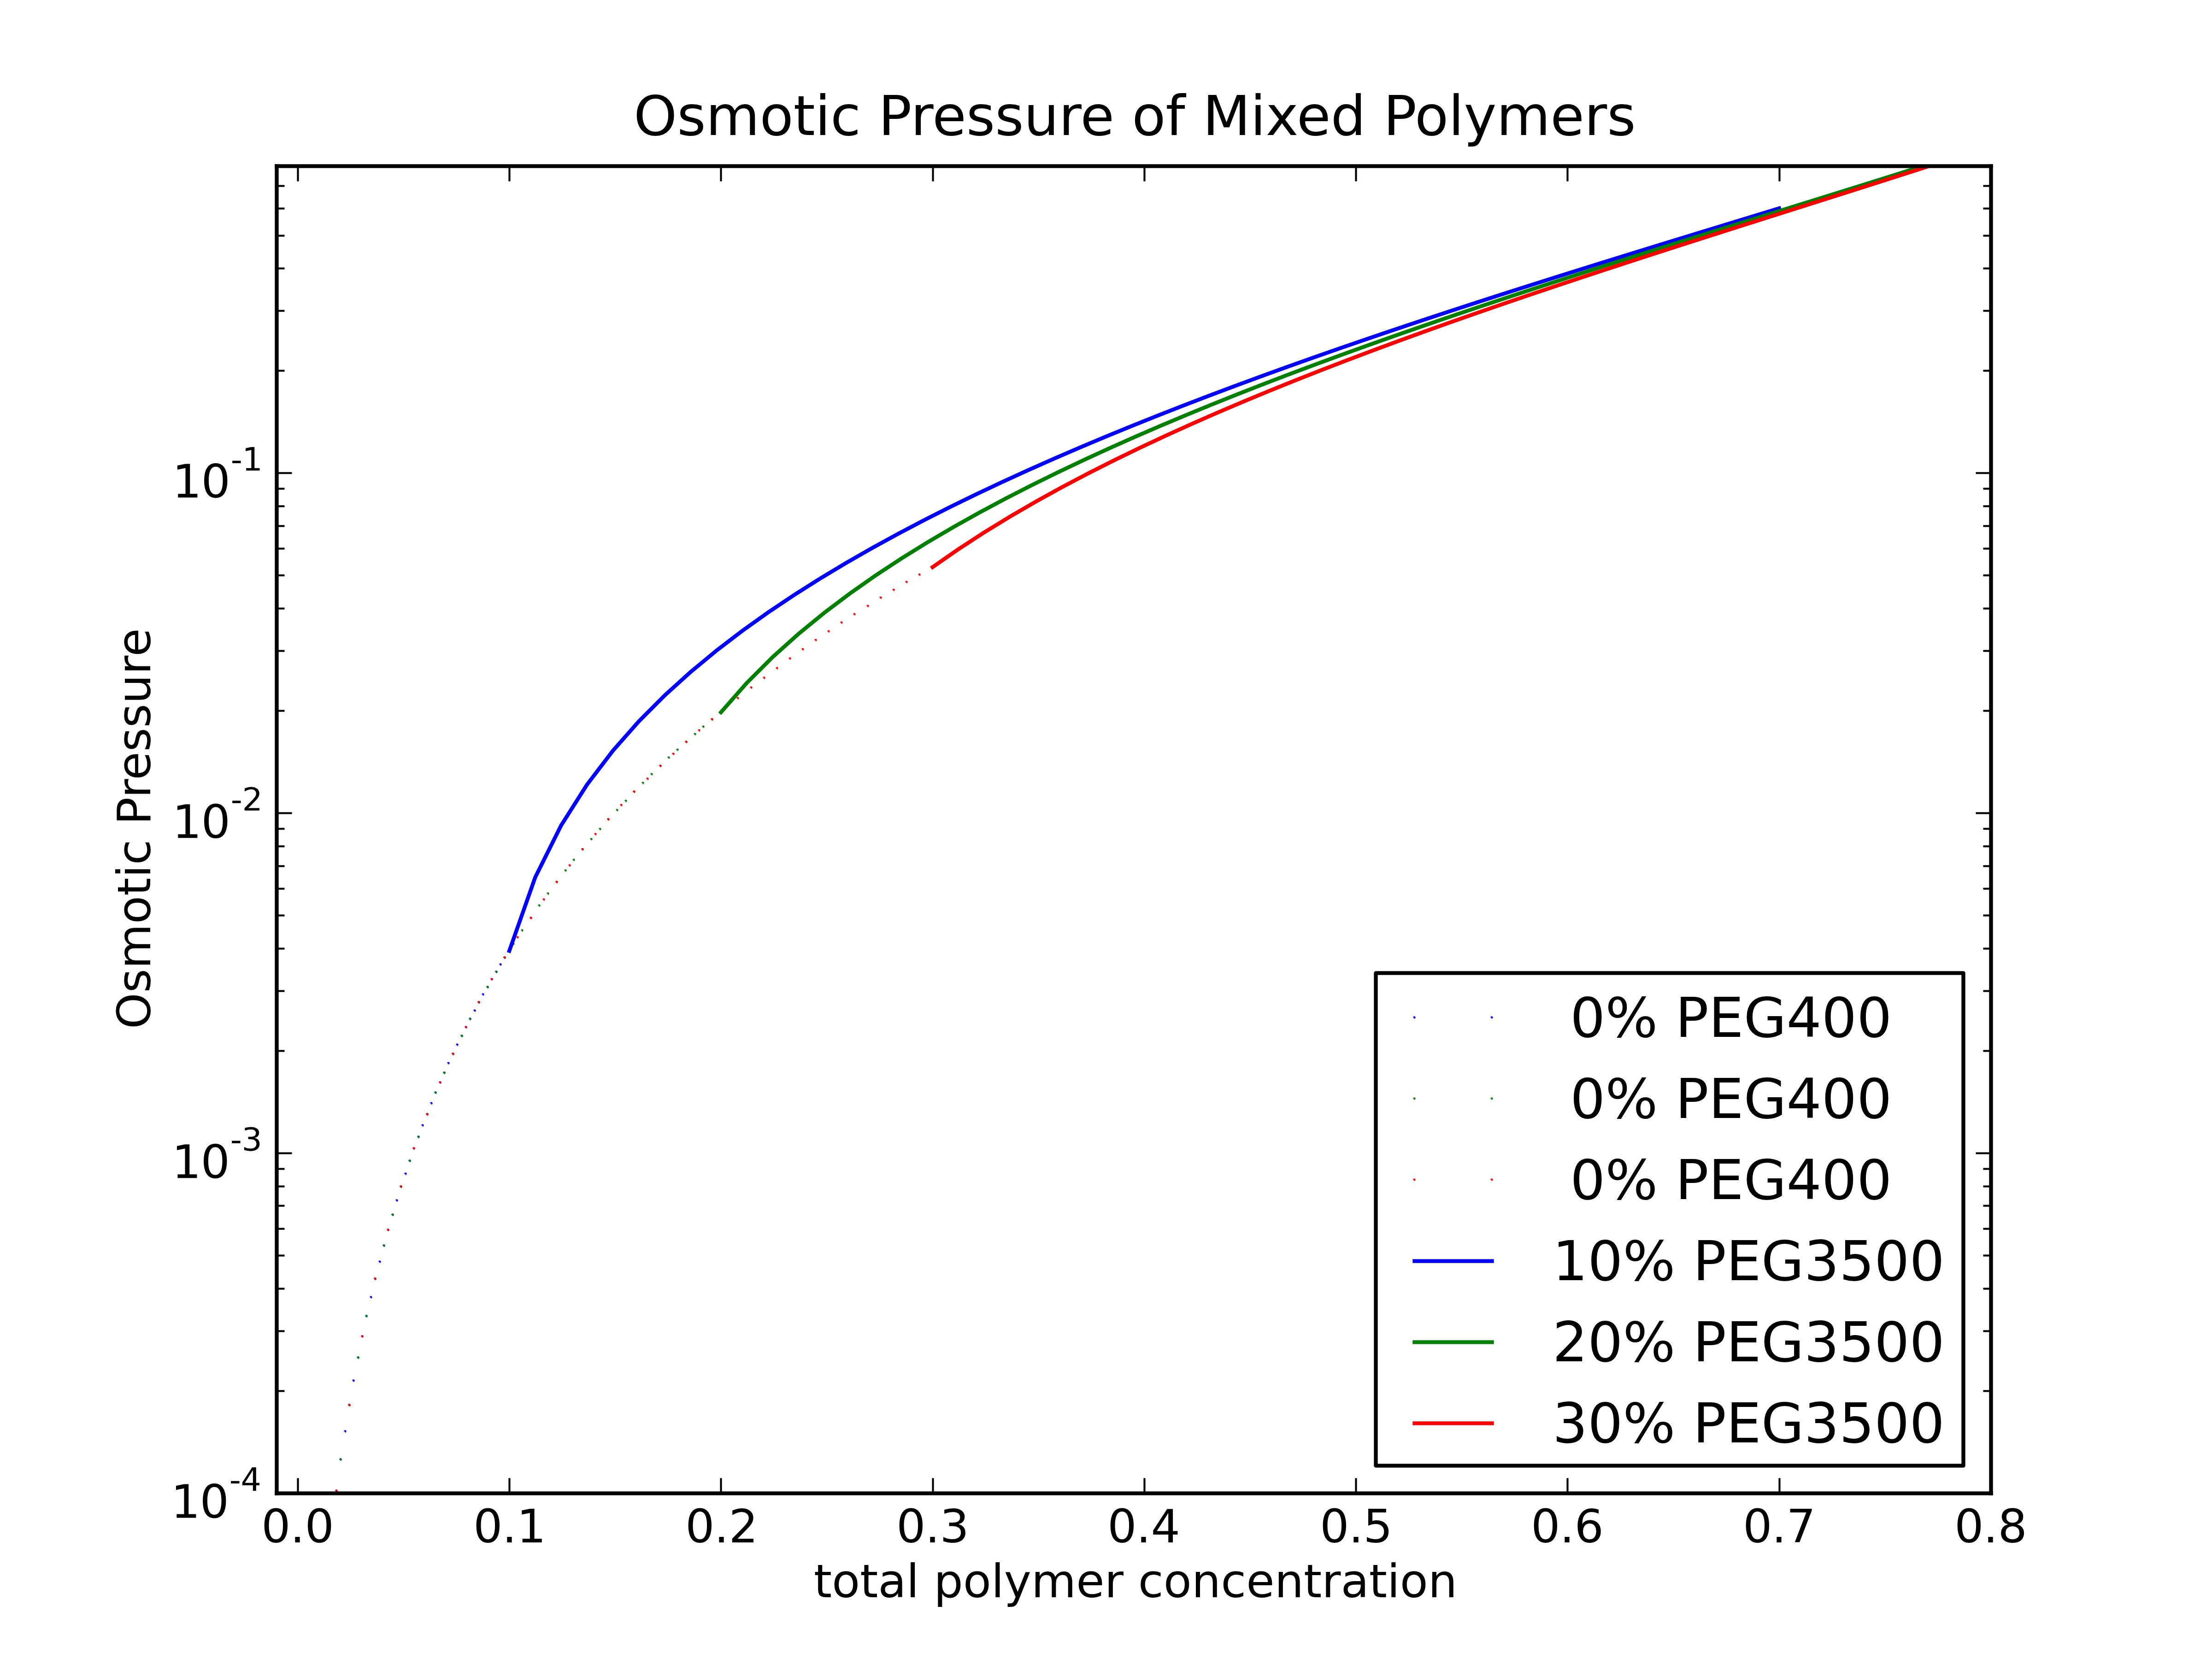 Osmotic Pressure of Mixed Polymers
Osmotic Pressure
10-1
10-2
10-3
10-4
0% PEG400
0% PEG400
0% PEG400
10% PEG3500
20% PEG3500
30% PEG3500
0.0 0.1 0.2 0.3 0.4 0.5 0.6 0.7 0.8
total polymer concentration